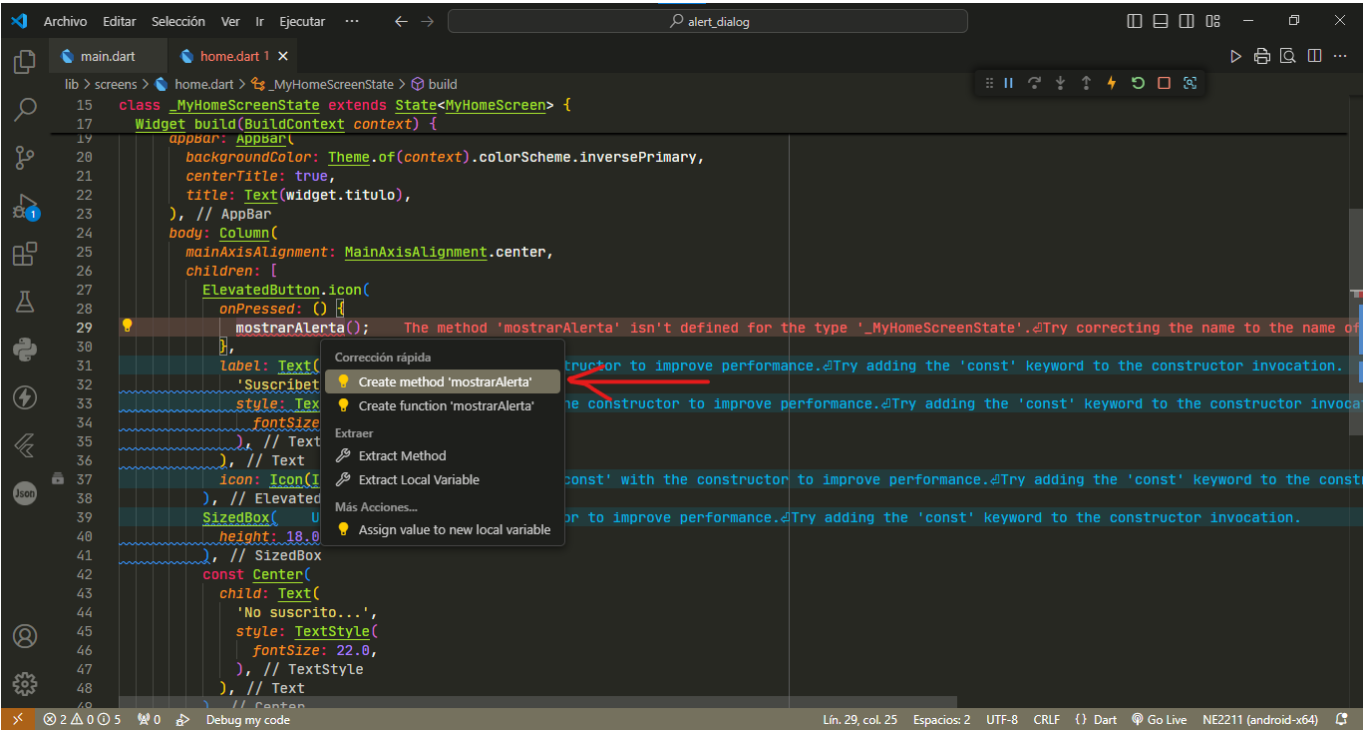 Archivo Editar Selección Ver Ir Ejecutar ··· alert_dialog
main.dart home.dart 1
lib > screens > home.dart > _MyHomeScreenState > build
15 class _MyHomeScreenState extends State<MyHomeScreen> {
17 Widget build(BuildContext context) {
19 appBar: AppBar(
20 backgroundColor: Theme.of(context).colorScheme.inversePrimary,
21 centerTitle: true,
22 title: Text(widget.titulo),
23 ), // AppBar
24 body: Column(
25 mainAxisAlignment: MainAxisAlignment.center,
26 children: [
27 ElevatedButton.icon(
28 onPressed: () {
29 mostrarAlerta(); The method 'mostrarAlerta' isn't defined for the type '_MyHomeScreenState'.⏎Try correcting the name to the name of
30 },
31 label: Text( tructor to improve performance.⏎Try adding the 'const' keyword to the constructor invocation.
32 'Suscribet
33 style: Tex he constructor to improve performance.⏎Try adding the 'const' keyword to the constructor invoca
34 fontSize
35 ), // Text
36 ), // Text
37 icon: Icon(I const' with the constructor to improve performance.⏎Try adding the 'const' keyword to the const
38 ), // Elevated
39 SizedBox( U or to improve performance.⏎Try adding the 'const' keyword to the constructor invocation.
40 height: 18.0
41 ), // SizedBox
42 const Center(
43 child: Text(
44 'No suscrito...',
45 style: TextStyle(
46 fontSize: 22.0,
47 ), // TextStyle
48 ), // Text
49 ), // Center
Corrección rápida
Create method 'mostrarAlerta'
Create function 'mostrarAlerta'
Extraer
Extract Method
Extract Local Variable
Más Acciones...
Assign value to new local variable
1
Json
2 0 5 0 Debug my code Lín. 29, col. 25 Espacios: 2 UTF-8 CRLF {} Dart Go Live NE2211 (android-x64)